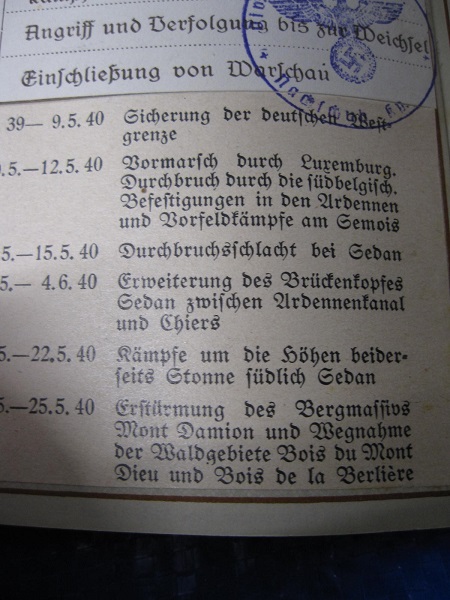 Angriff und Verfolgung bis zur Weichsel
Einschließung von Warschau
39— 9.5.40 Sicherung der deutschen West-
grenze
.5.—12.5.40 Vormarsch durch Luxemburg.
Durchbruch durch die südbelgisch.
Befestigungen in den Ardennen
und Vorfeldkämpfe am Semois
5.—15.5.40 Durchbruchsschlacht bei Sedan
5.— 4.6.40 Erweiterung des Brückenkopfes
Sedan zwischen Ardennenkanal
und Chiers
5.—22.5.40 Kämpfe um die Höhen beider-
seits Stonne südlich Sedan
5.—25.5.40 Erstürmung des Bergmassivs
Mont Damion und Wegnahme
der Waldgebiete Bois du Mont
Dieu und Bois de la Berlière